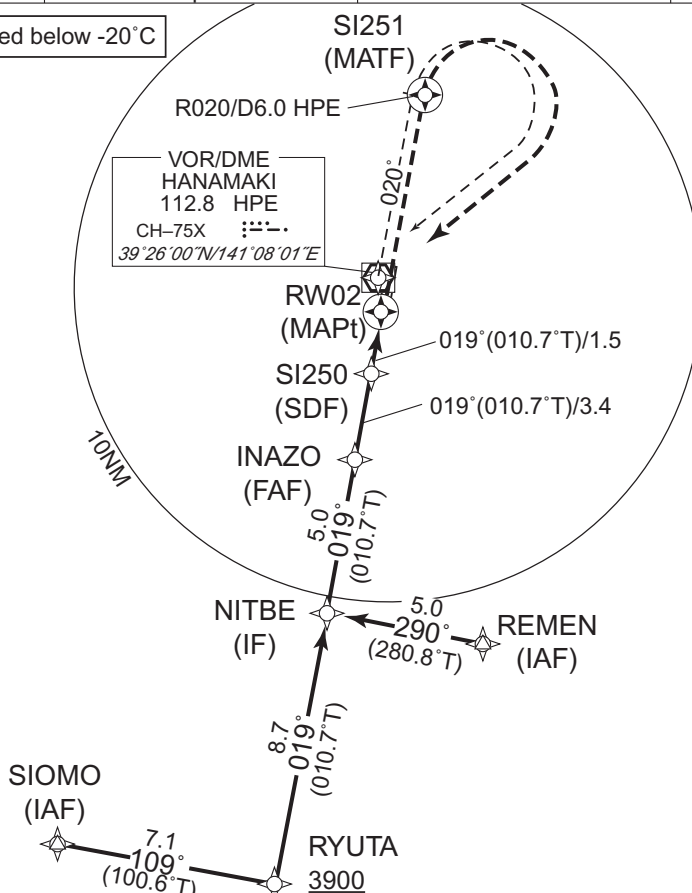 ed below -20˚C
SI251
(MATF)
R020/D6.0 HPE
VOR/DME
HANAMAKI
112.8 HPE
CH–75X
39˚26´00˝N/141˚08´01˝E
020˚
RW02
(MAPt)
019˚(010.7˚T)/1.5
SI250
(SDF)
019˚(010.7˚T)/3.4
INAZO
(FAF)
10NM
5.0
019˚
(010.7˚T)
NITBE
(IF)
5.0
290˚
(280.8˚T)
REMEN
(IAF)
8.7
019˚
(010.7˚T)
SIOMO
(IAF)
7.1
109˚
(100.6˚T)
RYUTA
3900